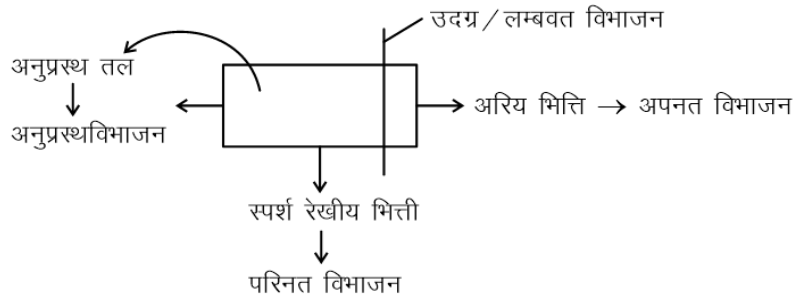 उदग्र / लम्बवत विभाजन
अनुप्रस्थ तल
अनुप्रस्थविभाजन
अरिय भित्ति → अपनत विभाजन
स्पर्श रेखीय भित्ती
परिनत विभाजन